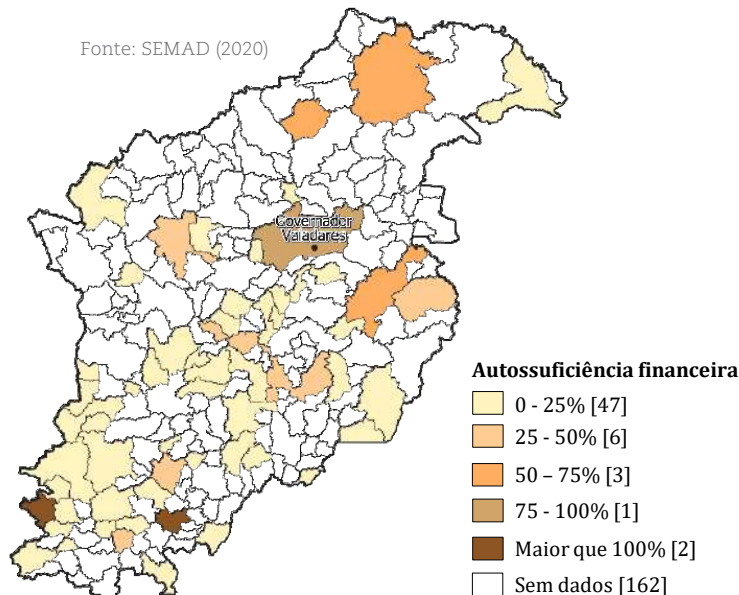 Fonte: SEMAD (2020)
Governador
Valadares
Autossuficiência financeira
0 - 25% [47]
25 - 50% [6]
50 – 75% [3]
75 - 100% [1]
Maior que 100% [2]
Sem dados [162]